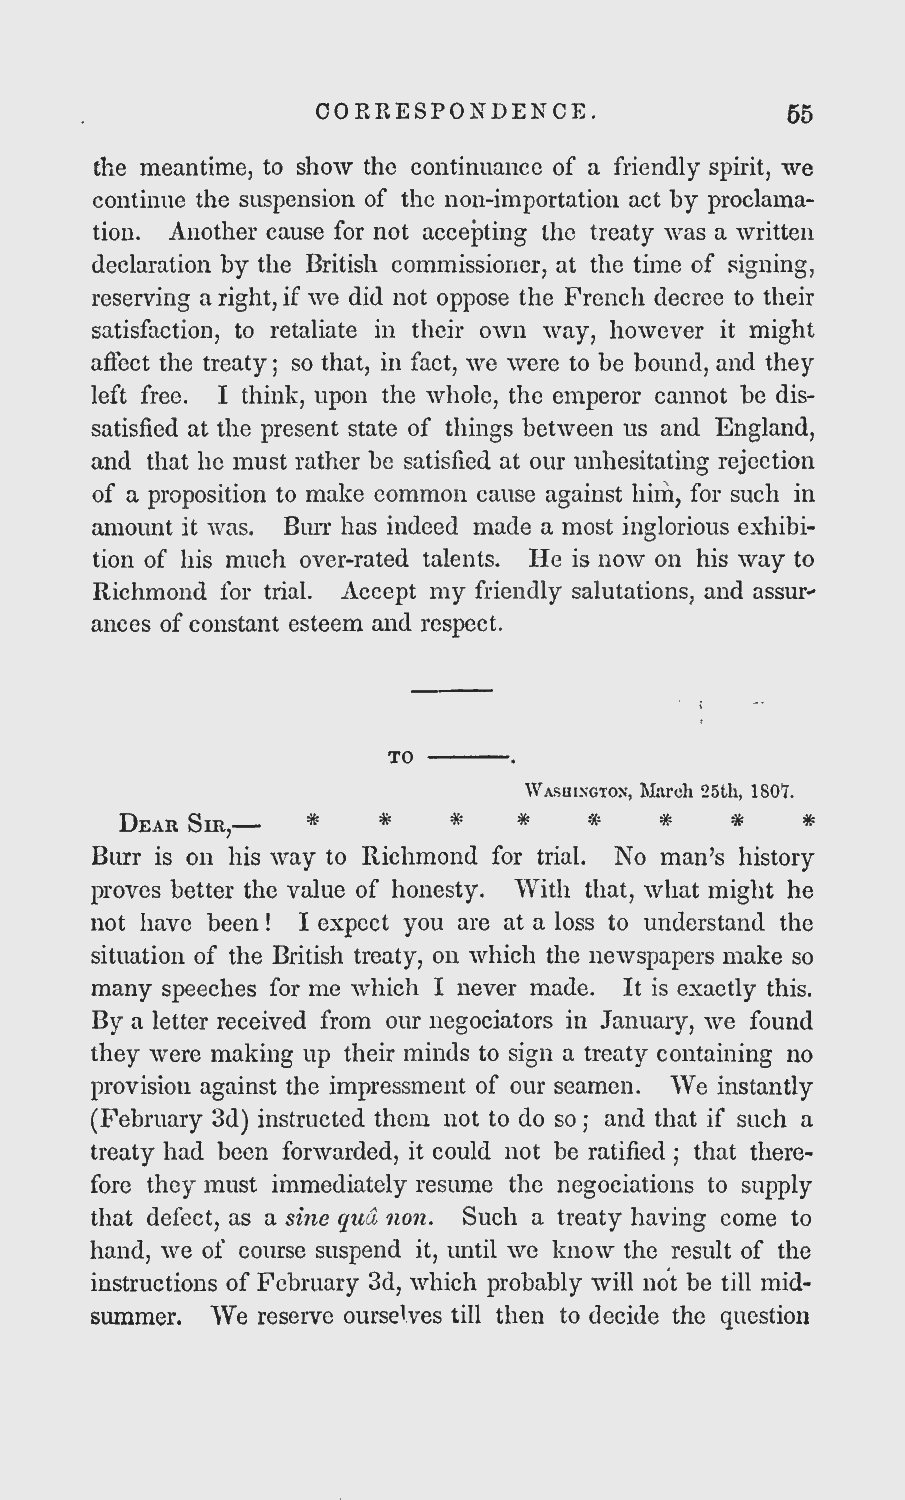 CORRESPONDENCE. 55
the meantime, to show the continuance of a friendly spirit, we
continue the suspension of the non-importation act by proclama-
tion. Another cause for not accepting the treaty was a written
declaration by the British commissioner, at the time of signing,
reserving a right, if we did not oppose the French decree to their
satisfaction, to retaliate in their own way, however it might
affect the treaty; so that, in fact, we were to be bound, and they
left free. I think, upon the whole, the emperor cannot be dis-
satisfied at the present state of things between us and England,
and that he must rather be satisfied at our unhesitating rejection
of a proposition to make common cause against him, for such in
amount it was. Burr has indeed made a most inglorious exhibi-
tion of his much over-rated talents. He is now on his way to
Richmond for trial. Accept my friendly salutations, and assur-
ances of constant esteem and respect.
TO ———.
Washington, March 25th, 1807.
Dear Sir,— * * * * * * * *
Burr is on his way to Richmond for trial. No man's history
proves better the value of honesty. With that, what might he
not have been! I expect you are at a loss to understand the
situation of the British treaty, on which the newspapers make so
many speeches for me which I never made. It is exactly this.
By a letter received from our negociators in January, we found
they were making up their minds to sign a treaty containing no
provision against the impressment of our seamen. We instantly
(February 3d) instructed them not to do so; and that if such a
treaty had been forwarded, it could not be ratified; that there-
fore they must immediately resume the negociations to supply
that defect, as a sine quâ non. Such a treaty having come to
hand, we of course suspend it, until we know the result of the
instructions of February 3d, which probably will not be till mid-
summer. We reserve ourselves till then to decide the question